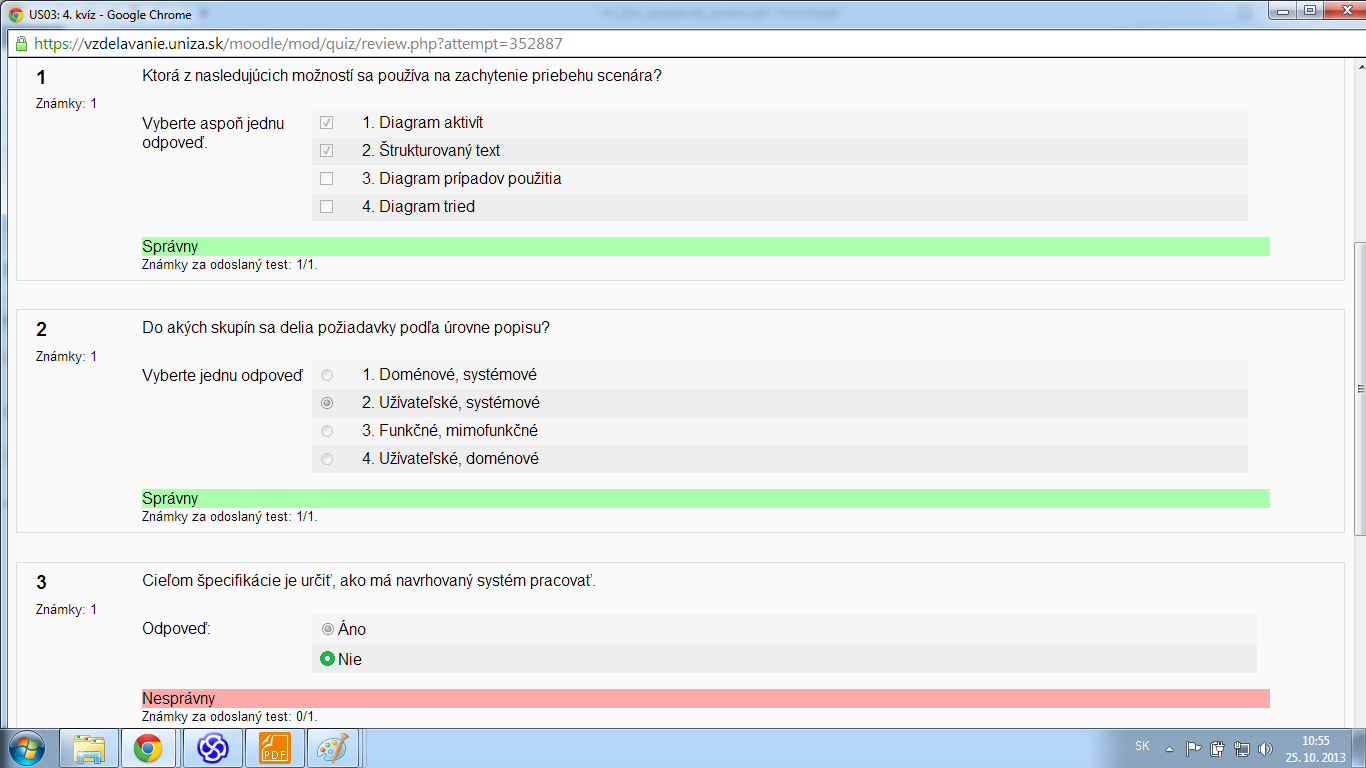 US03: 4. kvíz - Google Chrome
https://vzdelavanie.uniza.sk/moodle/mod/quiz/review.php?attempt=352887
1
Známky: 1
Ktorá z nasledujúcich možností sa používa na zachytenie priebehu scenára?
Vyberte aspoň jednu
odpoveď.
1. Diagram aktivít
2. Štrukturovaný text
3. Diagram prípadov použitia
4. Diagram tried
Správny
Známky za odoslaný test: 1/1.
2
Známky: 1
Do akých skupín sa delia požiadavky podľa úrovne popisu?
Vyberte jednu odpoveď
1. Doménové, systémové
2. Užívateľské, systémové
3. Funkčné, mimofunkčné
4. Užívateľské, doménové
Správny
Známky za odoslaný test: 1/1.
3
Známky: 1
Cieľom špecifikácie je určiť, ako má navrhovaný systém pracovať.
Odpoveď:
Áno
Nie
Nesprávny
Známky za odoslaný test: 0/1.
PDF
SK
10:55
25. 10. 2013